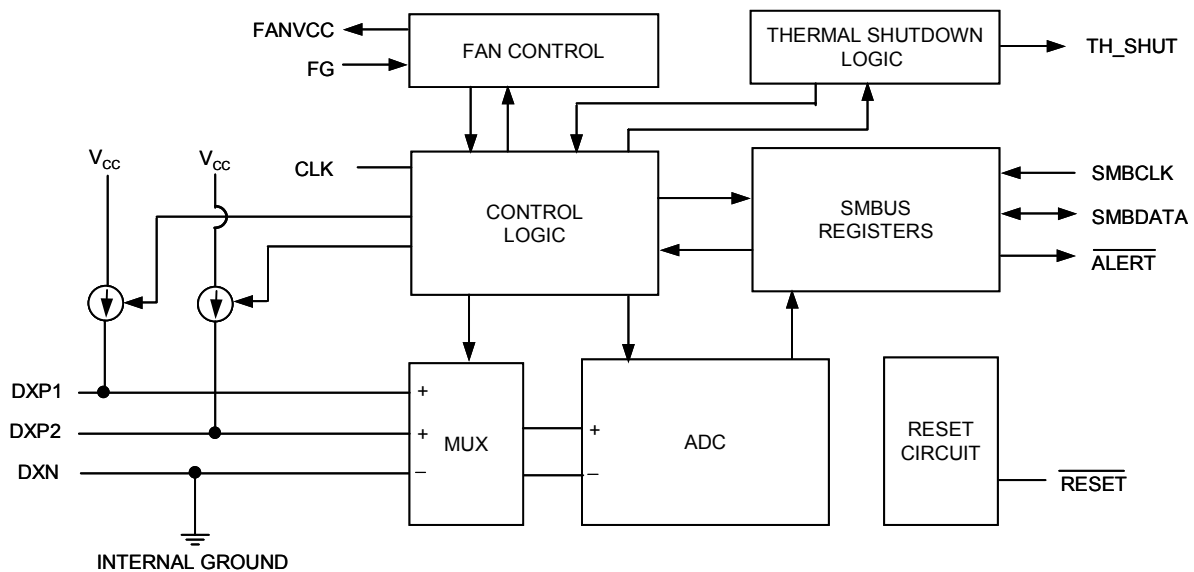 FANVCC
FG
FAN CONTROL
THERMAL SHUTDOWN
LOGIC
TH_SHUT
VCC
VCC
CLK
CONTROL
LOGIC
SMBUS
REGISTERS
SMBCLK
SMBDATA
ALERT
DXP1
DXP2
DXN
+
+
−
MUX
+
−
ADC
RESET
CIRCUIT
RESET
INTERNAL GROUND